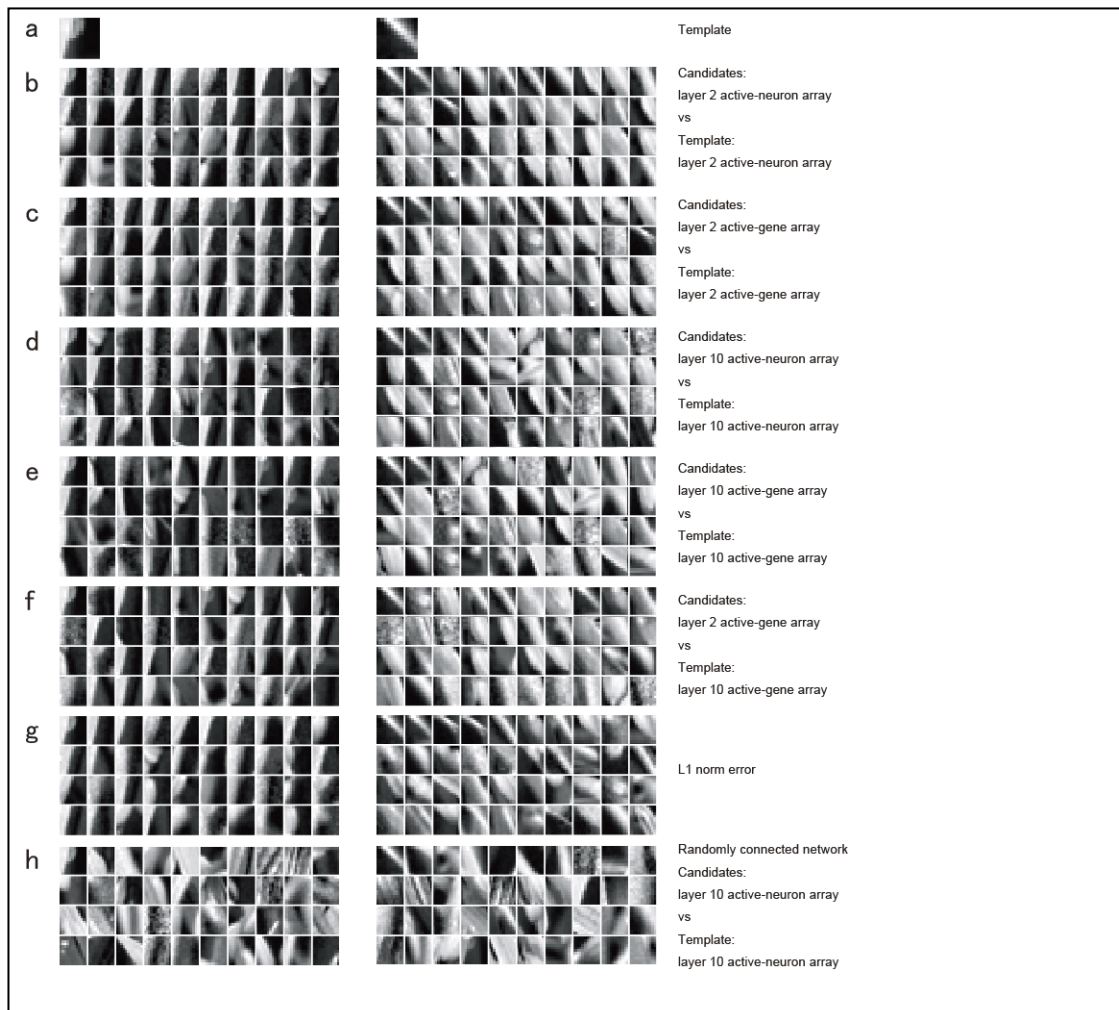 a
Template
b
Candidates:
layer 2 active-neuron array
vs
Template:
layer 2 active-neuron array
c
Candidates:
layer 2 active-gene array
vs
Template:
layer 2 active-gene array
d
Candidates:
layer 10 active-neuron array
vs
Template:
layer 10 active-neuron array
e
Candidates:
layer 10 active-gene array
vs
Template:
layer 10 active-gene array
f
Candidates:
layer 2 active-gene array
vs
Template:
layer 10 active-gene array
g
L1 norm error
h
Randomly connected network
Candidates:
layer 10 active-neuron array
vs
Template:
layer 10 active-neuron array